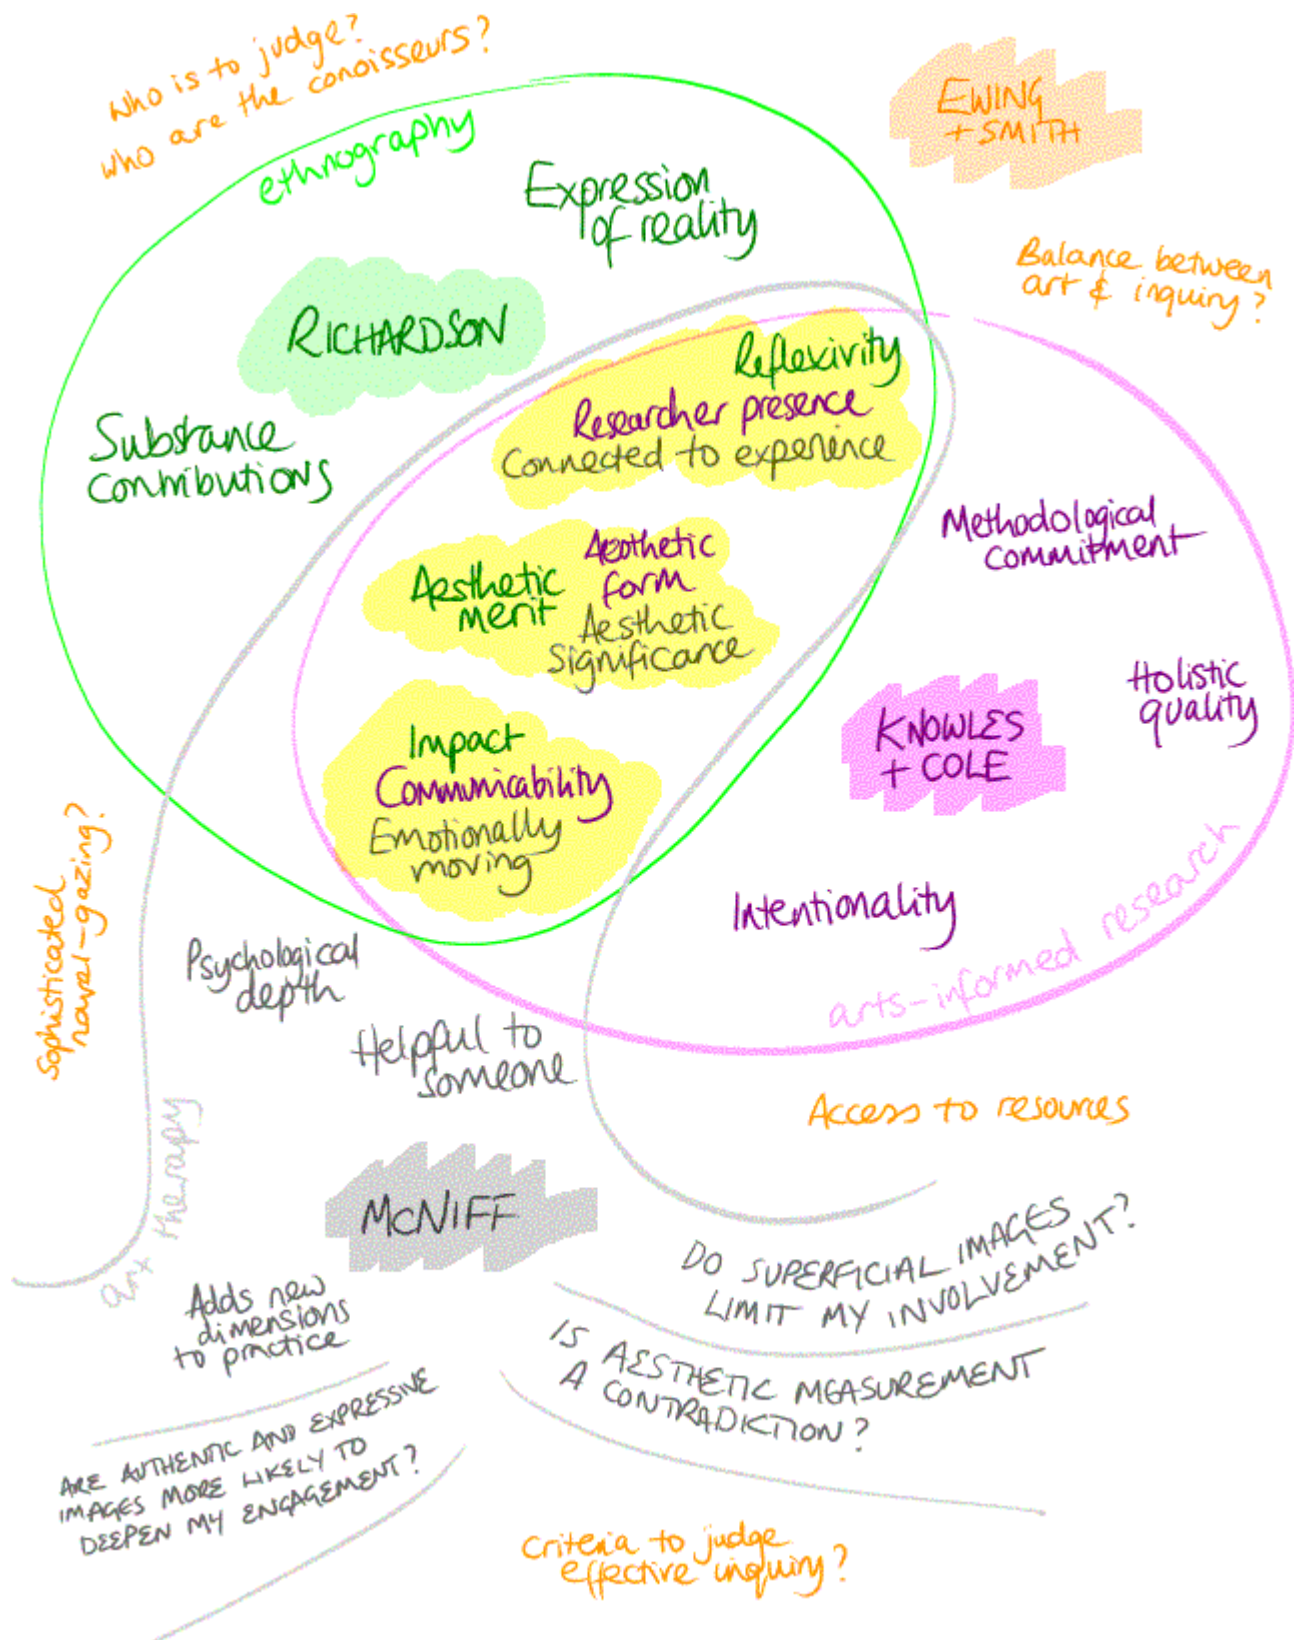 Who is to judge?
who are the conoisseurs?
EWING
+ SMITH
ethnography
Expression
of reality
Balance between
art & inquiry?
RICHARDSON
Reflexivity
Researcher presence
Connected to experience
Substance
contributions
Methodological
commitment
Aesthetic
merit
Aesthetic
form
Aesthetic
Significance
Holistic
quality
KNOWLES
+ COLE
Impact
Communicability
Emotionally
moving
Intentionality
arts-informed research
Sophisticated
navel-gazing?
Psychological
depth
Helpful to
someone
Access to resources
art therapy
McNIFF
DO SUPERFICIAL IMAGES
LIMIT MY INVOLVEMENT?
Adds new
dimensions
to practice
IS AESTHETIC MEASUREMENT
A CONTRADICTION?
ARE AUTHENTIC AND EXPRESSIVE
IMAGES MORE LIKELY TO
DEEPEN MY ENGAGEMENT?
Criteria to judge
effective inquiry?